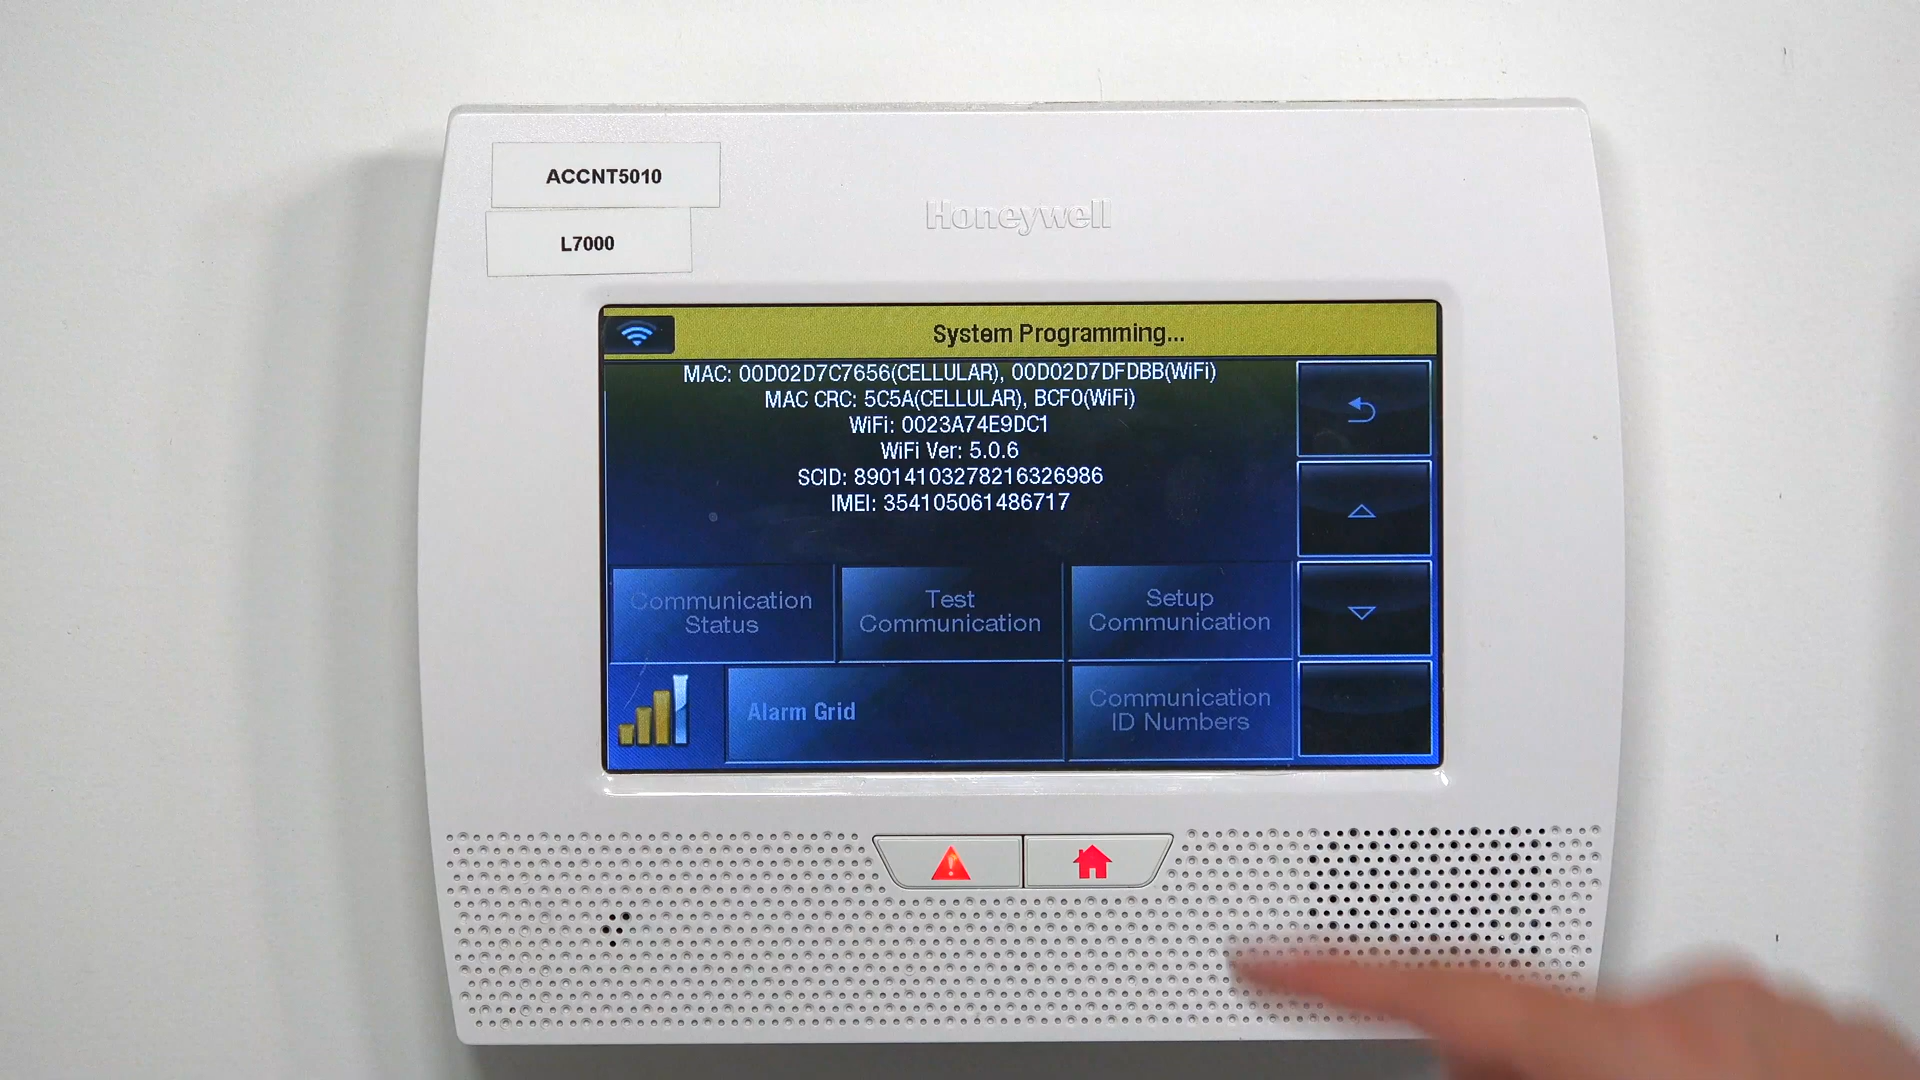 ACCNT5010
L7000
Honeywell
System Programming...
MAC: 00D02D7C7656(CELLULAR), 00D02D7DFDBB(WiFi)
MAC CRC: 5C5A(CELLULAR), BCF0(WiFi)
WiFi: 0023A74E9DC1
WiFi Ver: 5.0.6
SCID: 89014103278216326986
IMEI: 354105061486717
Communication
Status
Test
Communication
Setup
Communication
Alarm Grid
Communication
ID Numbers